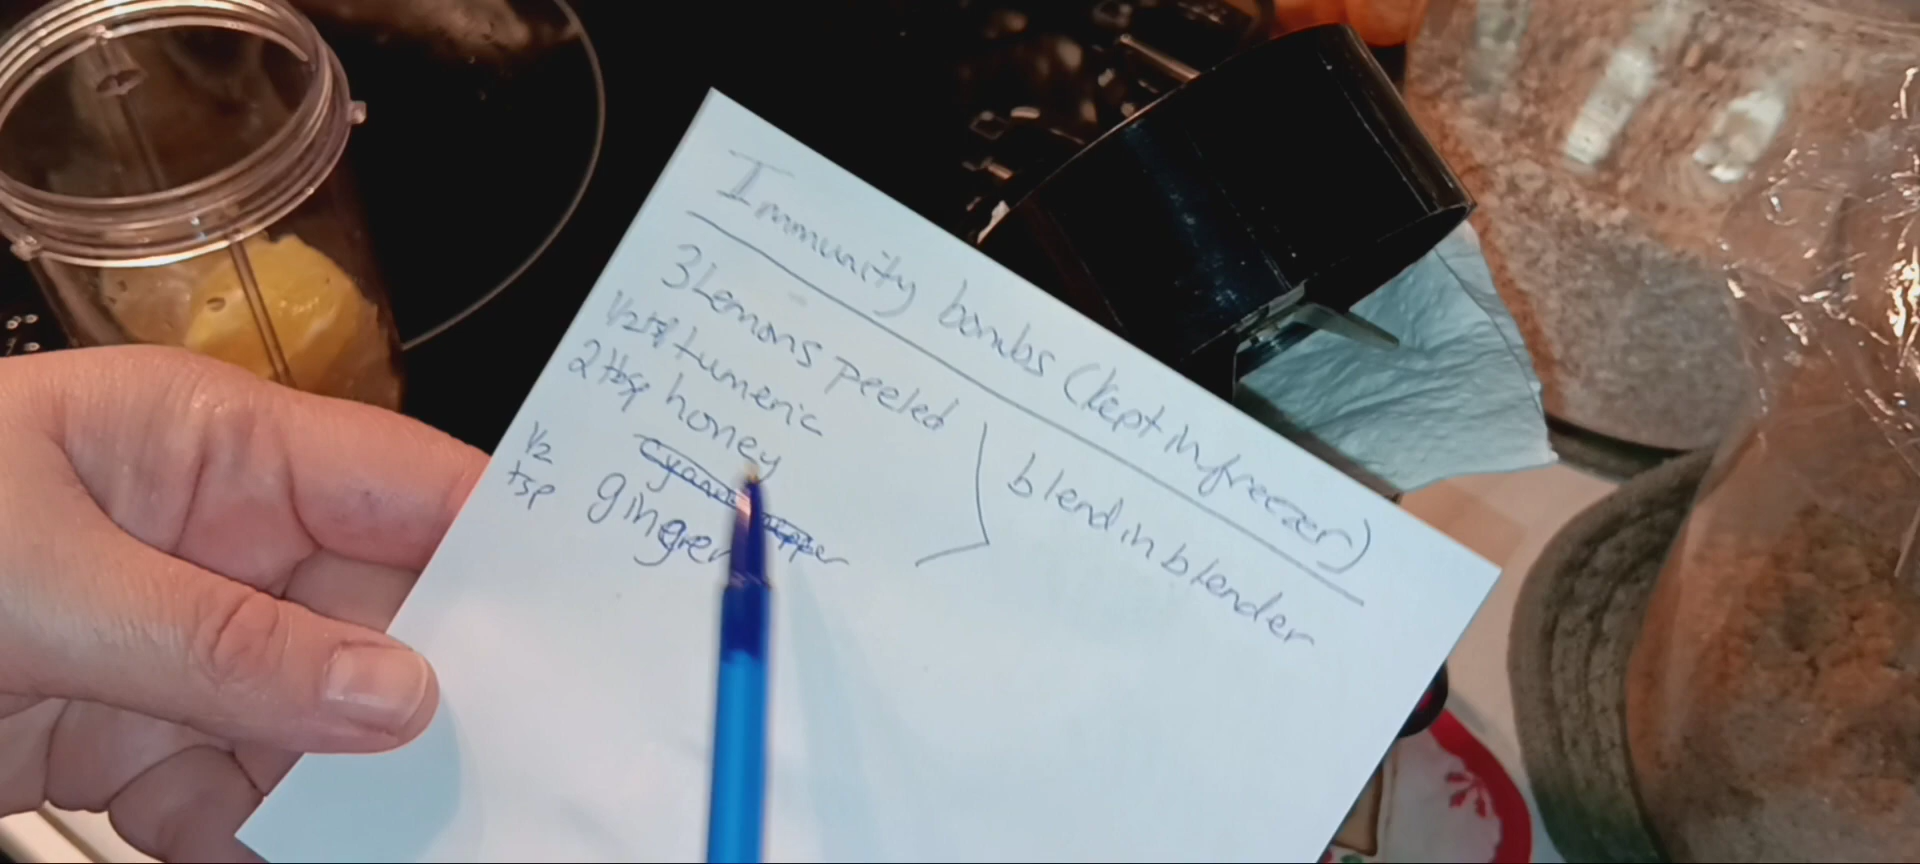 Immunity bombs (kept in freezer)
3 Lemons peeled
1/2 tsp tumeric
2 tbsp honey
1/2 tsp ginger
blend in blender